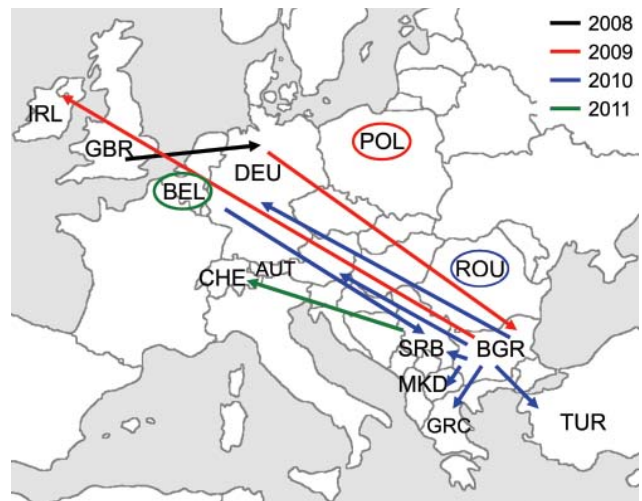 2008
2009
2010
2011
IRL
GBR
POL
DEU
BEL
ROU
CHE
AUT
SRB
BGR
MKD
GRC
TUR